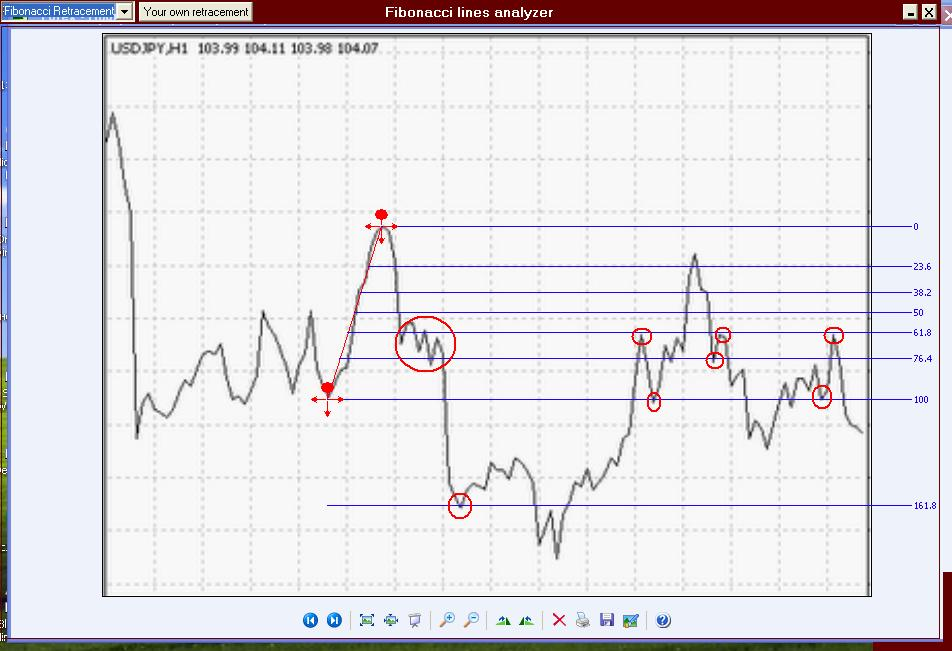 Fibonacci Retracement
Your own retracement
Fibonacci lines analyzer
USDJPY,H1 103.99 104.11 103.98 104.07
0
23.6
38.2
50
61.8
76.4
100
161.8